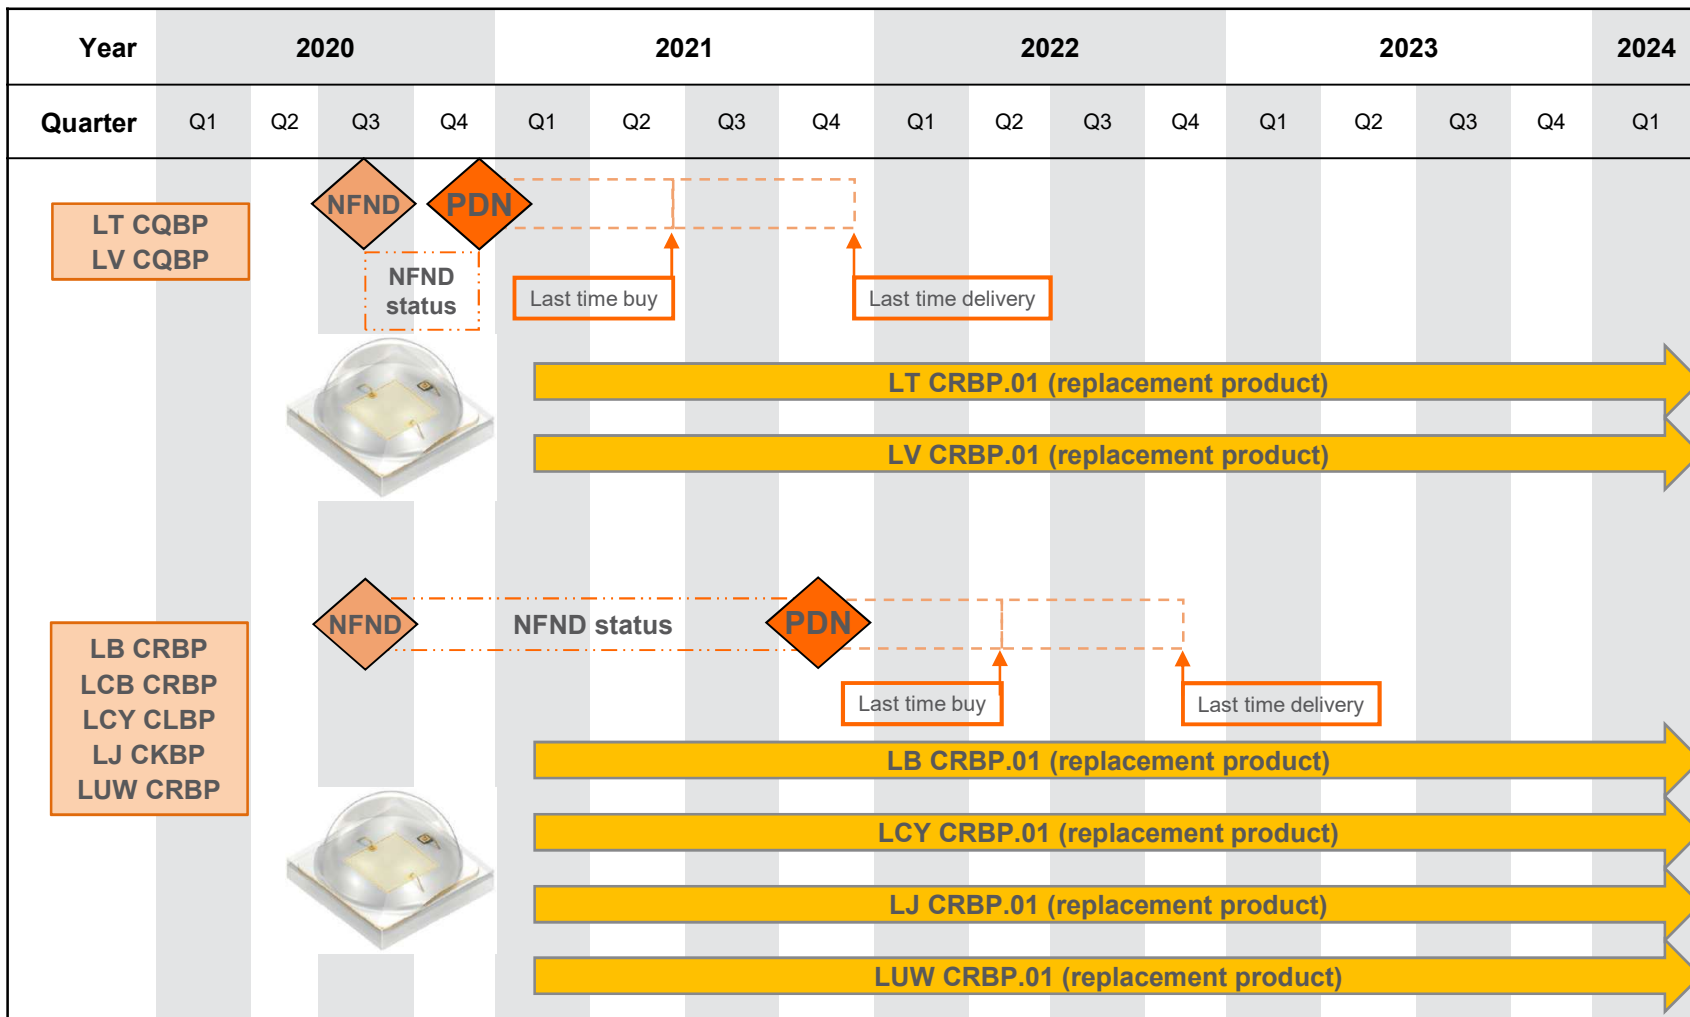 Year 2020 2021 2022 2023 2024
Quarter Q1 Q2 Q3 Q4 Q1 Q2 Q3 Q4 Q1 Q2 Q3 Q4 Q1 Q2 Q3 Q4 Q1
NFND PDN
LT CQBP
LV CQBP
NFND
status
Last time buy
Last time delivery
LT CRBP.01 (replacement product)
LV CRBP.01 (replacement product)
NFND NFND status PDN
LB CRBP
LCB CRBP
LCY CLBP
LJ CKBP
LUW CRBP
Last time buy
Last time delivery
LB CRBP.01 (replacement product)
LCY CRBP.01 (replacement product)
LJ CRBP.01 (replacement product)
LUW CRBP.01 (replacement product)